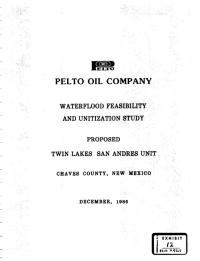 PELTO
PELTO OIL COMPANY
WATERFLOOD FEASIBILITY
AND UNITIZATION STUDY
PROPOSED
TWIN LAKES SAN ANDRES UNIT
CHAVES COUNTY, NEW MEXICO
DECEMBER, 1986
EXHIBIT
12